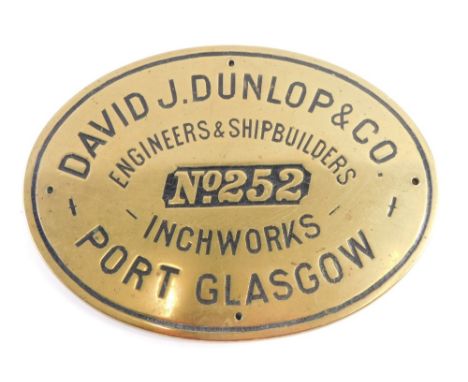 DAVID J. DUNLOP & CO.
ENGINEERS & SHIPBUILDERS
No. 252
INCHWORKS
PORT GLASGOW